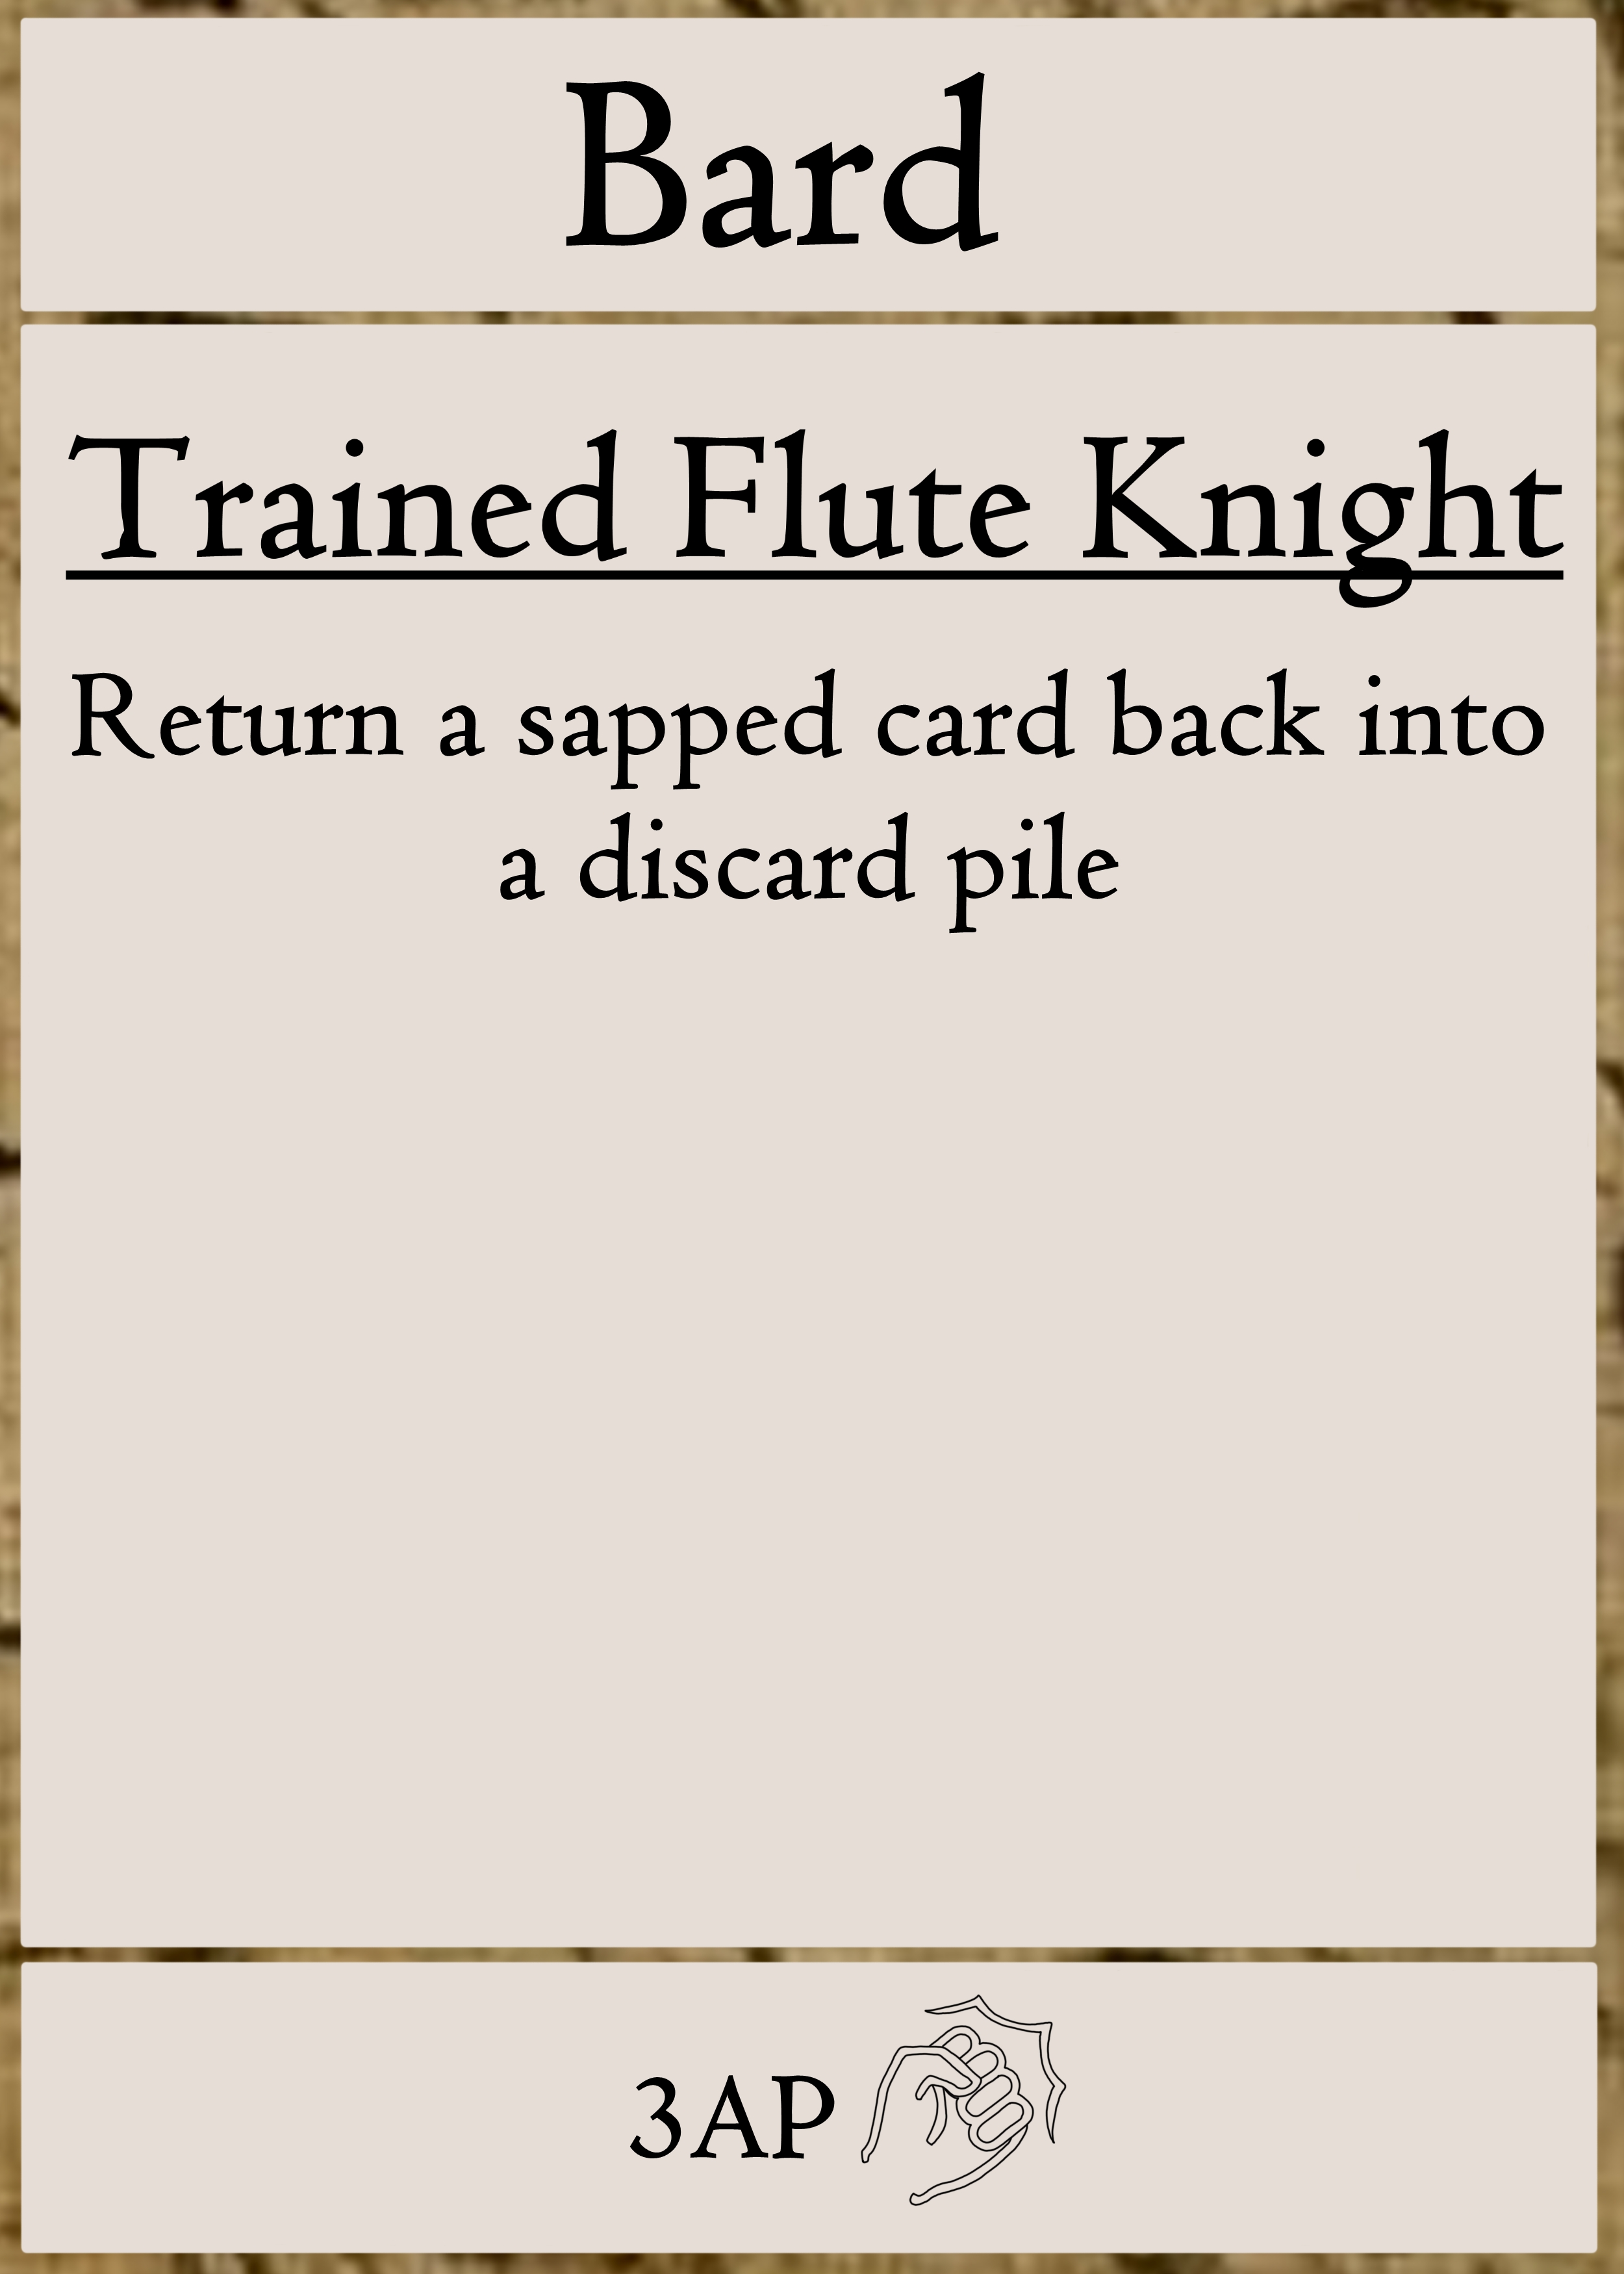 Bard
Trained Flute Knight
Return a sapped card back into
a discard pile
3AP